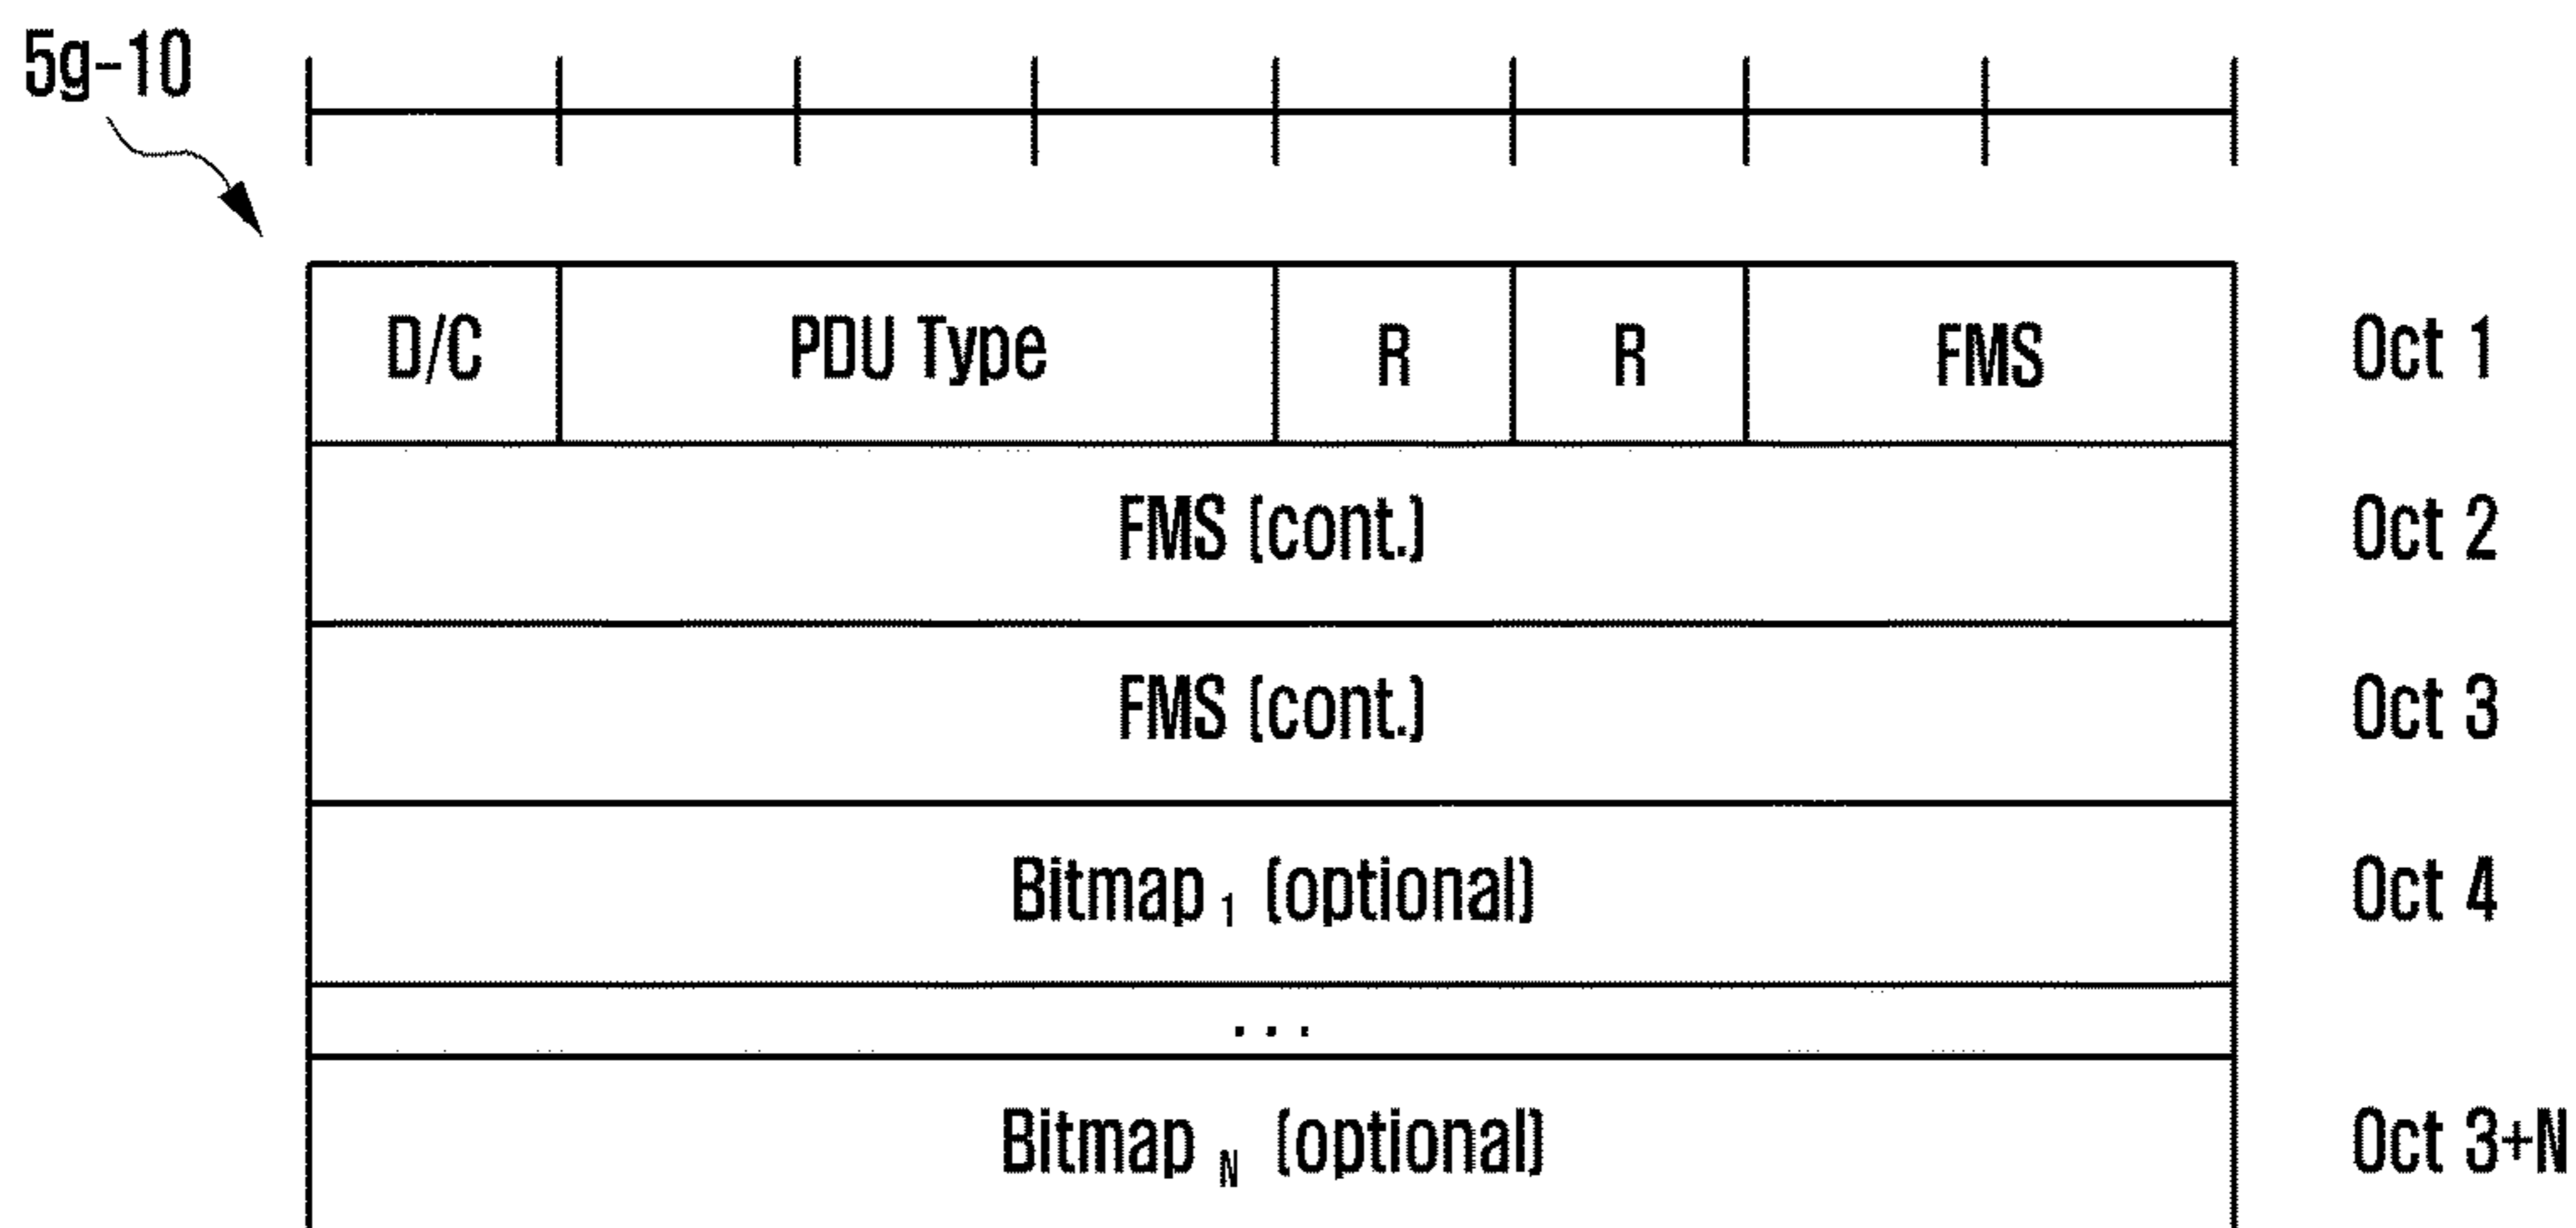 5g-10
D/C PDU Type R R FMS Oct 1
FMS (cont.) Oct 2
FMS (cont.) Oct 3
Bitmap 1 (optional) Oct 4
...
Bitmap N (optional) Oct 3+N